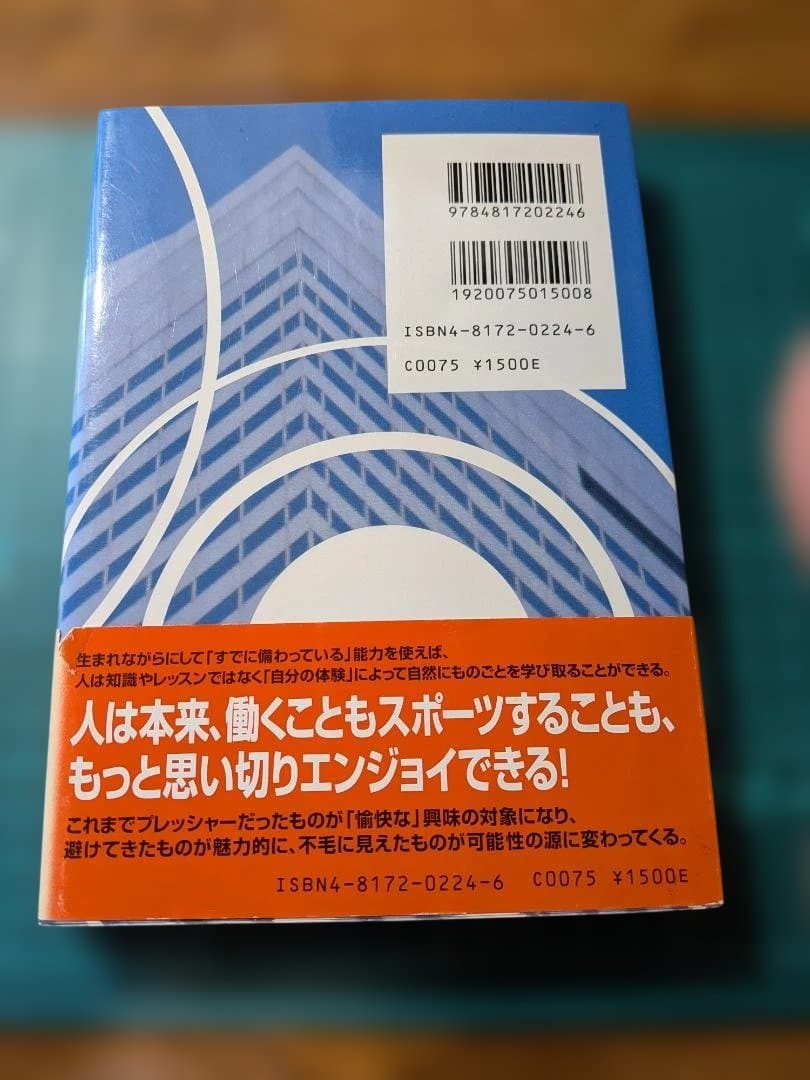 9784817202246
1920075015008
ISBN4-8172-0224-6
C0075 ¥1500E
生まれながらにして「すでに備わっている」能力を使えば、
人は知識やレッスンではなく「自分の体験」によって自然にものごとを学び取ることができる。
人は本来、働くこともスポーツすることも、
もっと思い切りエンジョイできる!
これまでプレッシャーだったものが「愉快な」興味の対象になり、
避けてきたものが魅力的に、不毛に見えたものが可能性の源に変わってくる。
ISBN4-8172-0224-6 C0075 ¥1500E